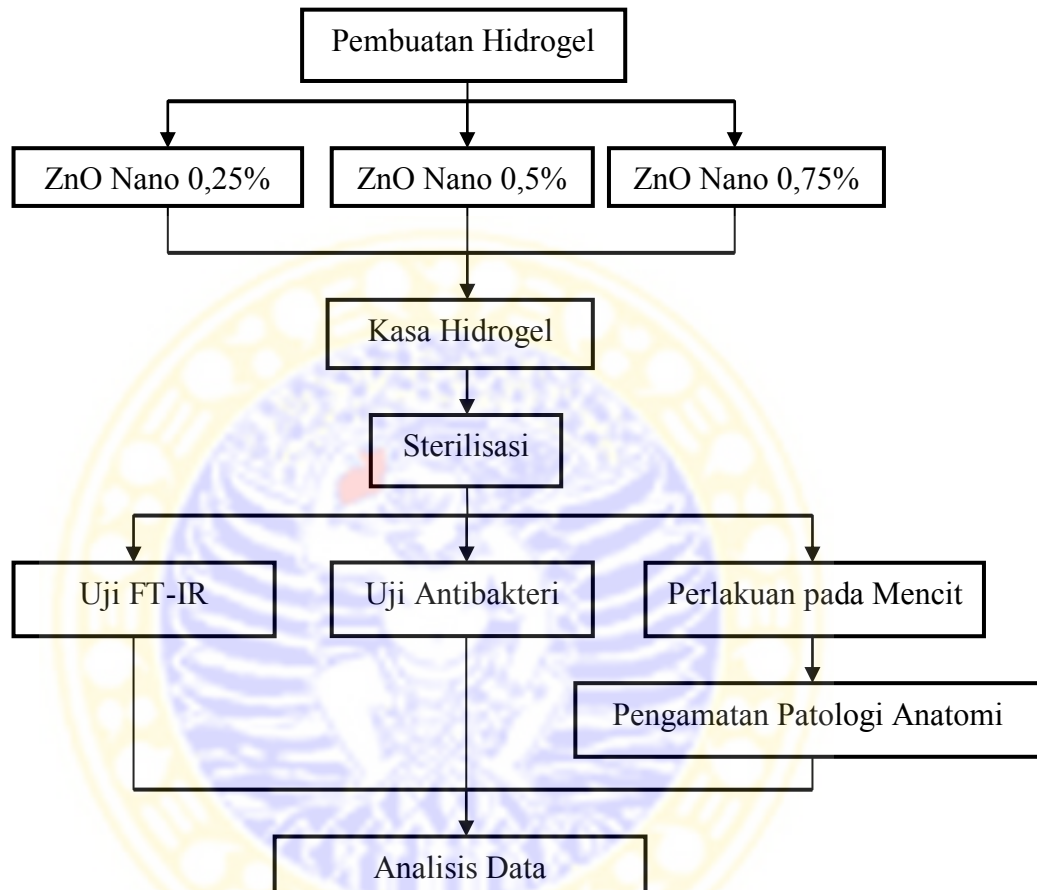 Pembuatan Hidrogel
ZnO Nano 0,25%
ZnO Nano 0,5%
ZnO Nano 0,75%
Kasa Hidrogel
Sterilisasi
Uji FT-IR
Uji Antibakteri
Perlakuan pada Mencit
Pengamatan Patologi Anatomi
Analisis Data